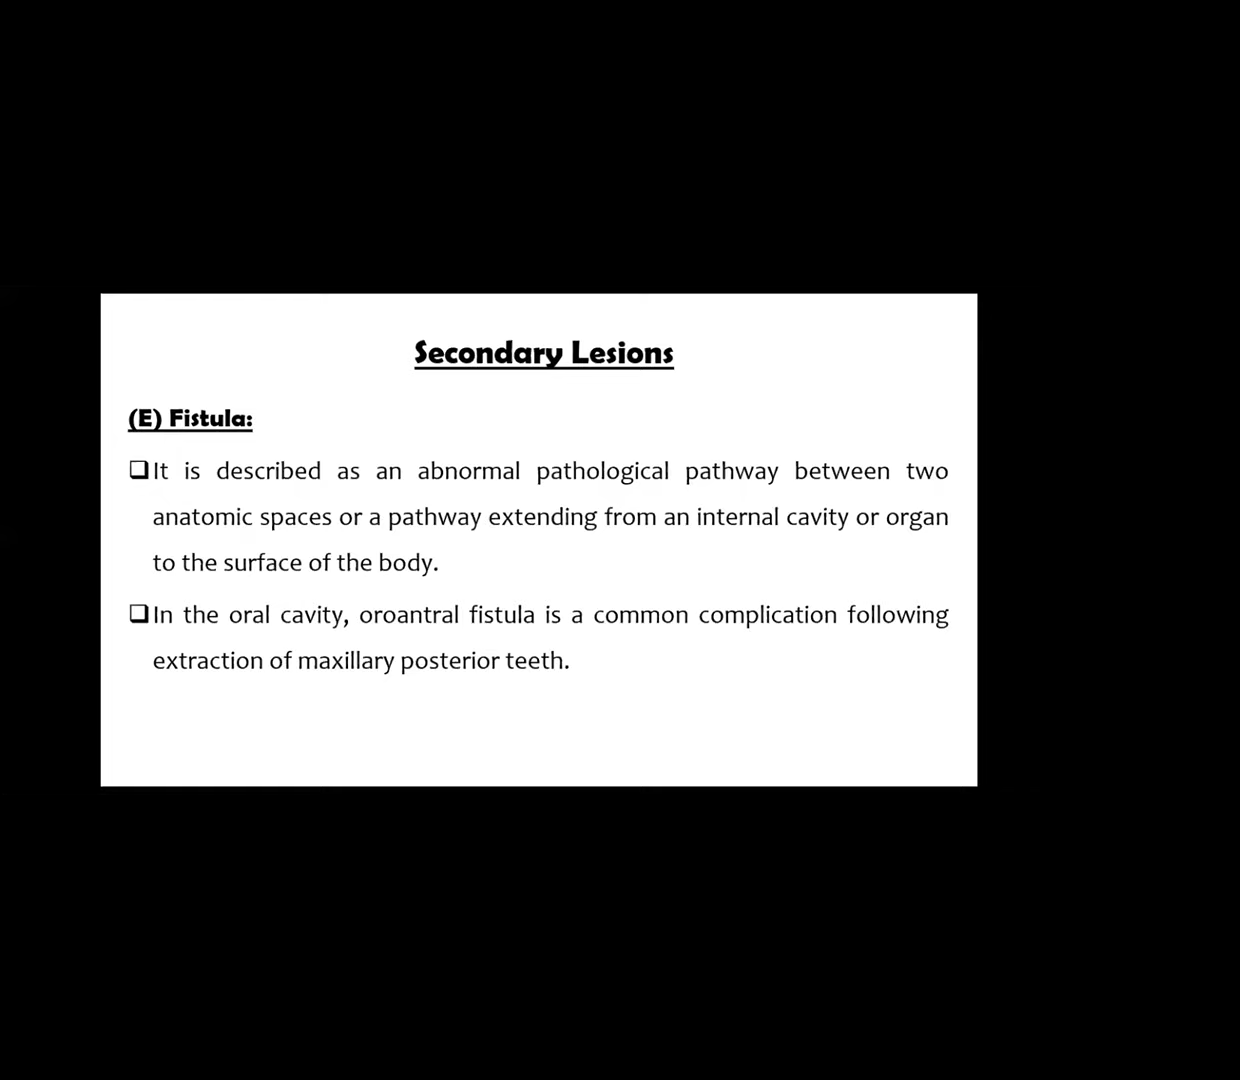 Secondary Lesions
(E) Fistula:
❑It is described as an abnormal pathological pathway between two
anatomic spaces or a pathway extending from an internal cavity or organ
to the surface of the body.
❑In the oral cavity, oroantral fistula is a common complication following
extraction of maxillary posterior teeth.